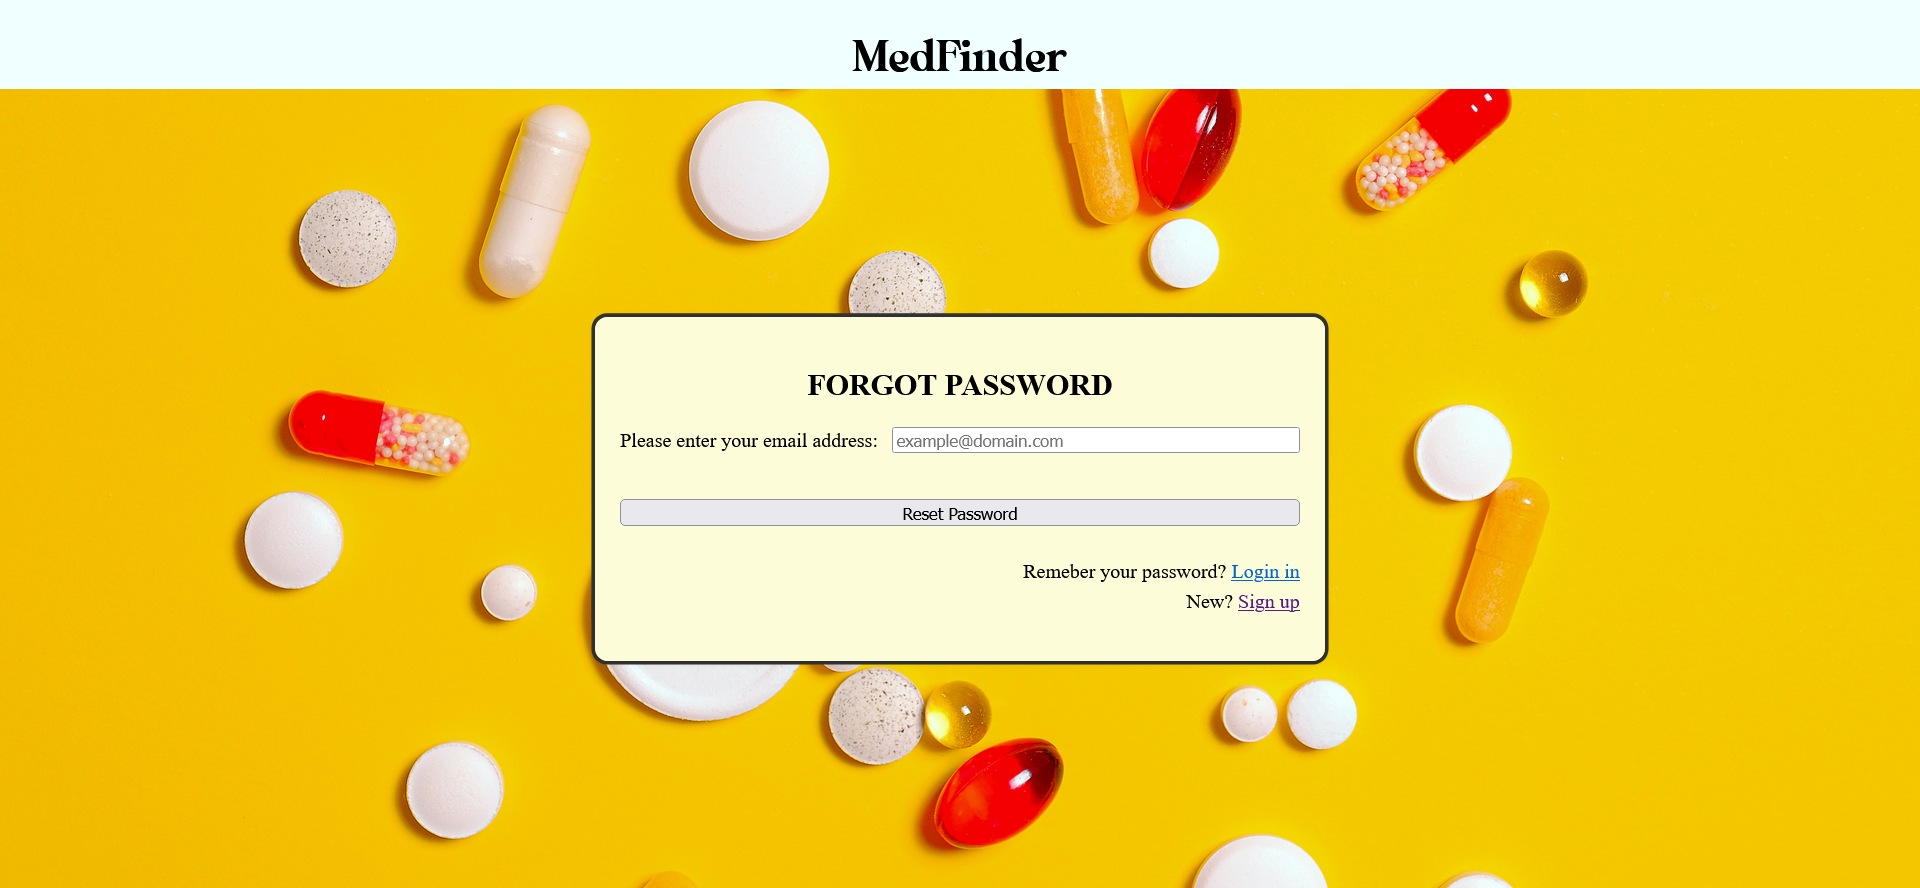 MedFinder
FORGOT PASSWORD
Please enter your email address: example@domain.com
Reset Password
Remeber your password? Login in
New? Sign up